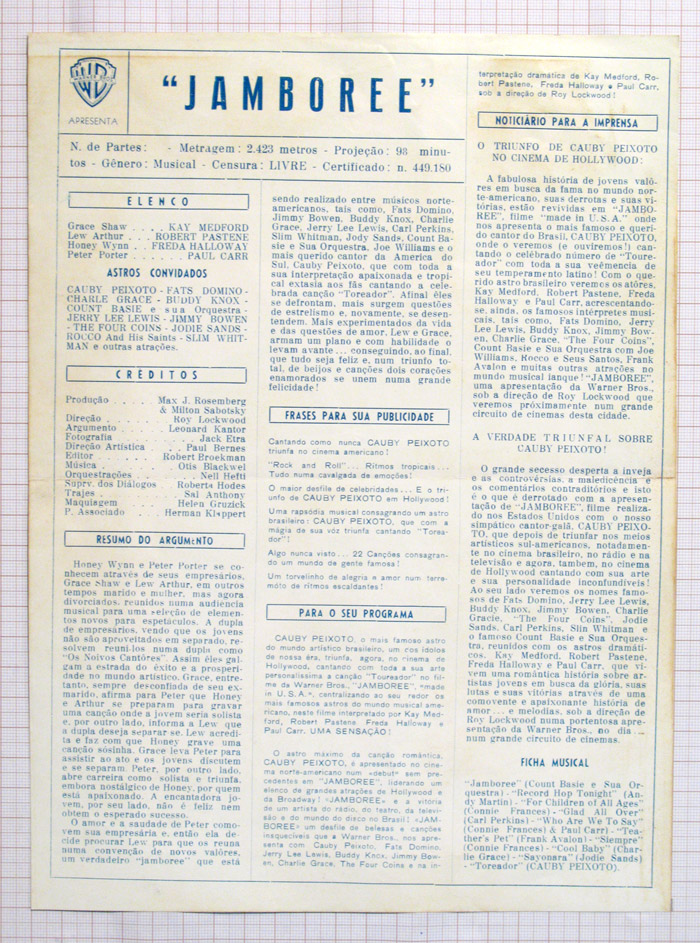 WARNER BROS.
WB
APRESENTA
“JAMBOREE”
N. de Partes: - Metragem: 2.423 metros - Projeção: 98 minu-
tos - Gênero: Musical - Censura: LIVRE - Certificado: n. 449.180
ELENCO
Grace Shaw . . . . KAY MEDFORD
Lew Arthur . . . ROBERT PASTENE
Honey Wynn . . FREDA HALLOWAY
Peter Porter . . . . . . PAUL CARR
ASTROS CONVIDADOS
CAUBY PEIXOTO - FATS DOMINO -
CHARLE GRACE - BUDDY KNOX -
COUNT BASIE e sua Orquestra -
JERRY LEE LEWIS - JIMMY BOWEN
- THE FOUR COINS - JODIE SANDS -
ROCCO And His Saints - SLIM WHIT-
MAN e outras atrações.
CRÉDITOS
Produção . . . . Max J. Rosemberg
& Milton Sabotsky
Direção . . . . . Roy Lockwood
Argumento . . . . Leonard Kantor
Fotografia . . . . . Jack Etra
Direção Artística . . Paul Bernes
Editor . . . . Robert Broekman
Música . . . . . Otis Blackwel
Orquestrações . . . . Nell Hefti
Suprv. dos Diálogos Roberts Hodes
Trajes . . . . . Sal Anthony
Maquilagem . . . . Helen Gruzick
P. Associado . . . Herman Klappert
RESUMO DO ARGUMENTO
Honey Wynn e Peter Porter se co-
nhecem através de seus empresários,
Grace Shaw e Lew Arthur, em outros
tempos marido e mulher, mas agora
divorciados, reunidos numa audiencia
musical para uma seleção de elemen-
tos novos para espetáculos. A dupla
de empresários, vendo que os jovens
não são aproveitados em separado, re-
solvem reuni-los numa dupla como
“Os Noivos Cantôres”. Assim êles gal-
gam a estrada do êxito e a prosperi-
dade no mundo artístico. Grace, entre-
tanto, sempre desconfiada de seu ex-
marido, afirma para Peter que Honey
e Arthur se preparam para gravar
uma canção onde a jovem seria solista
e, por outro lado, informa a Lew que
a dupla deseja separar se. Lew acredi-
ta e faz com que Honey grave uma
canção sòsinha. Grace leva Peter para
assistir ao ato e os jovens discutem
e se separam. Peter, por outro lado,
abre carreira como solista e triunfa,
embora nostálgico de Honey, por quem
está apaixonado. A encantadora jo-
vem, por seu lado, não é feliz nem
obtem o esperado sucesso.
O amor e a saudade de Peter como-
vem sua empresária e, então ela de-
cide procurar Lew para que os reuna
numa convenção de novos valôres,
um verdadeiro “jamboree” que está
sendo realizado entre músicos norte-
americanos, tais como, Fats Domino,
Jimmy Bowen, Buddy Knox, Charlie
Grace, Jerry Lee Lewis, Carl Perkins,
Slim Whitman, Jody Sands, Count Ba-
sie e Sua Orquestra, Joe Williams e o
mais querido cantor da America do
Sul, Cauby Peixoto, que com toda a
sua interpretação apaixonada e tropi-
cal extasia aos fãs cantando a cele-
brada canção “Toreador”. Afinal êles
se defrontam, mais surgem questões
de estrelismo e, novamente, se desen-
tendem. Mais experimentados da vida
e das questões de amor, Lew e Grace,
armam um plano e com habilidade o
levam avante . . . conseguindo, ao final,
que tudo seja feliz e, num triunfo to-
tal, de beijos e canções dois corações
enamorados se unem numa grande
felicidade!
FRASES PARA SUA PUBLICIDADE
Cantando como nunca CAUBY PEIXOTO
triunfa no cinema americano!
“Rock and Roll” . . . Ritmos tropicais...
Tudo numa cavalgada de emoções!
O maior desfile de celebridades . . . E o tri-
unfo de CAUBY PEIXOTO em Hollywood!
Uma rapsódia musical consagrando um astro
brasileiro: CAUBY PEIXOTO, que com a
mágia de sua vóz triunfa cantando “Torea-
dor”!
Algo nunca visto . . . 22 Canções consagran-
do um mundo de gente famosa!
Um torvelinho de alegria e amor num terre-
môto de ritmos escaldantes!
PARA O SEU PROGRAMA
CAUBY PEIXOTO, o mais famoso astro
do mundo artístico brasileiro, um dos ídolos
de nossa éra, triunfa, agora, no cinema de
Hollywood, cantando com toda a sua arte
personalissima a canção “Toureador” no fil-
me da Warner Bros., “JAMBOREE”, “made
in U.S.A.”, centralizando ao seu redor os
mais famosos astros do mundo musical ame-
ricano, neste filme interpretado por Kay Med-
ford, Robert Pastene, Freda Halloway e
Paul Carr. UMA SENSAÇÃO!
O astro máximo da canção romântica,
CAUBY PEIXOTO, é apresentado no cine-
ma norte-americano num «debut» sem pre-
cedentes em “JAMBOREE”, liderando um
elenco de grandes atrações de Hollywood e
da Broadway! «JAMBOREE» é a vitória
do um artista do rádio, do teatro, da televi-
são e do mundo do disco no Brasil! «JAM-
BOREE» um desfile de belesas e canções
insqueciveis que a Warner Bros., nos apre-
senta com Cauby Peixoto, Fats Domino,
Jerry Lee Lewis, Buddy Knox, Jimmy Bow-
en, Charlie Grace, The Four Coins e na in-
terpretação dramática de Kay Medford, Ro-
bert Pastene, Freda Halloway e Paul Carr,
sob a direção de Roy Lockwood!
NOTICIÁRIO PARA A IMPRENSA
O TRIUNFO DE CAUBY PEIXOTO
NO CINEMA DE HOLLYWOOD:
A fabulosa história de jovens valô-
res em busca da fama no mundo nor-
te-americano, suas derrotas e suas vi-
tórias, estão revividas em “JAMBO-
REE”, filme “made in U.S.A.” onde
nos apresenta o mais famoso e queri-
do cantor do Brasil, CAUBY PEIXOTO,
onde o veremos (e ouviremos!) can-
tando o célebrado número de “Toure-
ador” com toda a sua veêmencia de
seu temperamento latino! Com o que-
rido astro brasileiro veremos os atôres,
Kay Medford, Robert Pastene, Freda
Halloway e Paul Carr, acrescentando-
se, ainda, os famosos intérpetes musi-
cais, tais como, Fats Domino, Jerry
Lee Lewis, Buddy Knox, Jimmy Bow-
en, Charlie Grace, “The Four Coins”,
Count Basie e Sua Orquestra com Joe
Williams, Rocco e Seus Santos, Frank
Avalon e muitas outras atrações no
mundo musical ianque! “JAMBOREE”,
uma apresentação da Warner Bros.,
sob a direção de Roy Lockwood que
veremos próximamente num grande
circuito de cinemas desta cidade.
A VERDADE TRIUNFAL SOBRE
CAUBY PEIXOTO!
O grande secesso desperta a inveja
e as controvérsias, a maledicência e
os comentários contraditórios e isto
é o que é derrotado com a apresen-
tação de “JAMBOREE”, filme realiza-
do nos Estados Unidos com o nosso
simpático cantor-galã, CAUBY PEIXO-
TO, que depois de triunfar nos meios
artísticos sul-americanos, notadamen-
te no cinema brasileiro, no rádio e na
televisão e agora, tambem, no cinema
de Hollywood cantando com sua arte
e sua personalidade inconfundiveis!
Ao seu lado veremos os nomes famo-
sos de Fats Domino, Jerry Lee Lewis,
Buddy Knox, Jimmy Bowen, Charlie
Gracie, “The Four Coins”, Jodie
Sands, Carl Perkins, Slin Whitman e
o famoso Count Basie e Sua Orques-
tra, reunidos com os astros dramáti-
cos. Kay Medford, Robert Pastene,
Freda Halloway e Paul Carr, que vi-
vem uma romântica história sobre ar-
tistas jovens em busca da glória, suas
lutas e suas vitórias através de uma
comovente e apaixonante história de
amor . . . e melodias, sob a direção de
Roy Lockwood numa portentosa apre-
sentação da Warner Bros., no dia ....
num grande circuito de cinemas.
FICHA MUSICAL
“Jamboree” (Count Basie e Sua Or-
questra) - “Record Hop Tonight” (An-
dy Martin) - “For Children of All Ages”
(Connie Frances) - “Glad All Over”
(Carl Perkins) - “Who Are We To Say”
(Connie Frances) & Paul Carr) - “Tea-
ther's Pet” (Frank Avalon) - “Siempre”
(Connie Frances) - “Cool Baby” (Char-
lie Grace) - “Sayonara” (Jodie Sands)
- “Toreador” (CAUBY PEIXOTO).